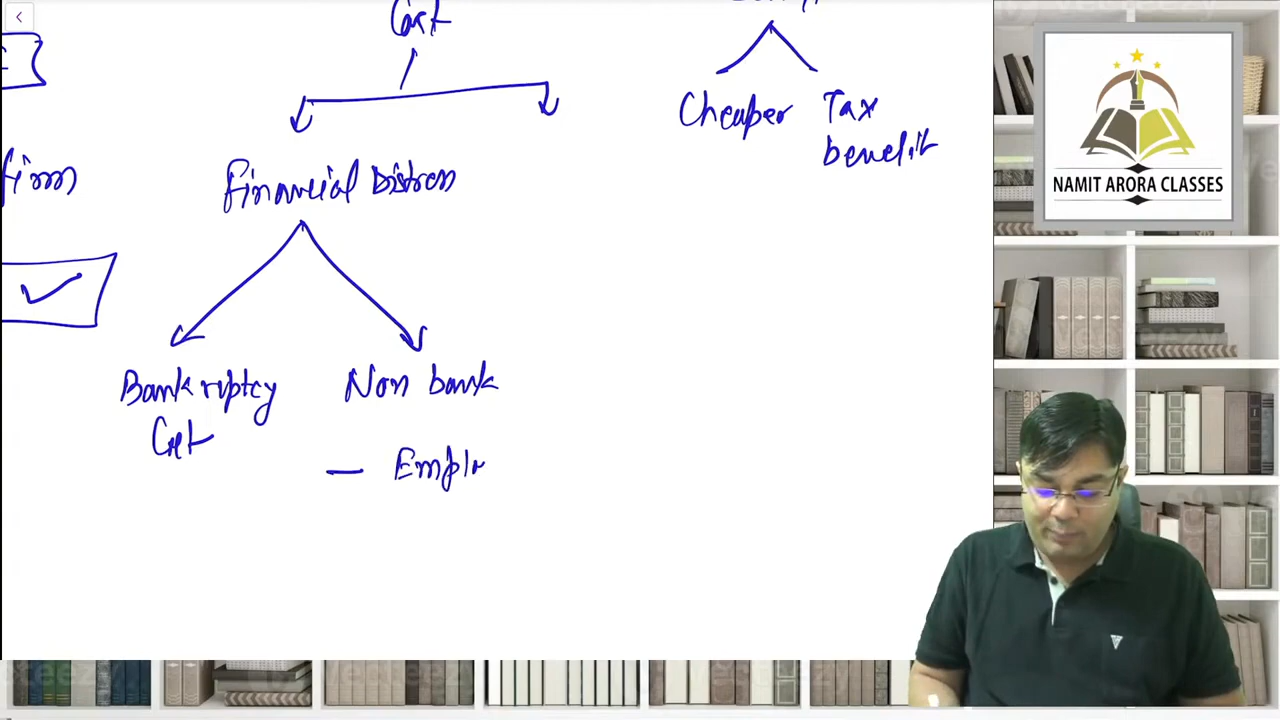 Cost
Cheaper Tax
benefit
firm
Financial Distress
Bankruptcy
Cost
Non bank
— Emplo
NAMIT ARORA CLASSES